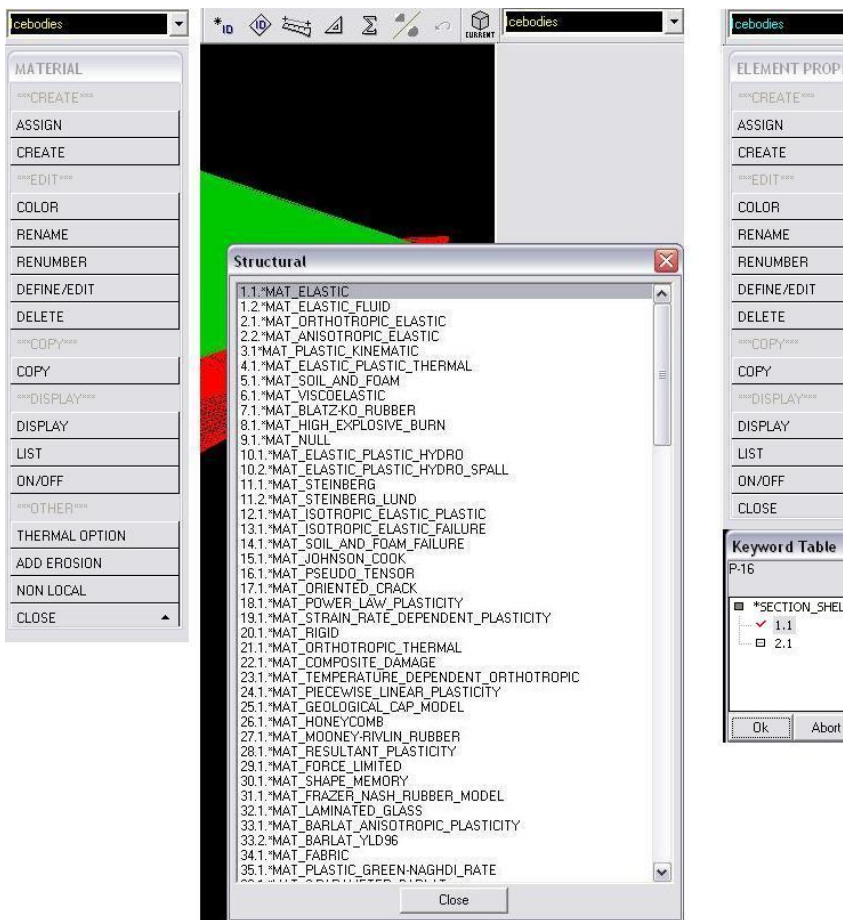 Icebodies
MATERIAL
***CREATE***
ASSIGN
CREATE
***EDIT***
COLOR
RENAME
RENUMBER
DEFINE/EDIT
DELETE
***COPY***
COPY
***DISPLAY***
DISPLAY
LIST
ON/OFF
***OTHER***
THERMAL OPTION
ADD EROSION
NON LOCAL
CLOSE
*ID ID Σ CURRENT Icebodies
Structural
1.1.*MAT_ELASTIC
1.2.*MAT_ELASTIC_FLUID
2.1.*MAT_ORTHOTROPIC_ELASTIC
2.2.*MAT_ANISOTROPIC_ELASTIC
3.1*MAT_PLASTIC_KINEMATIC
4.1.*MAT_ELASTIC_PLASTIC_THERMAL
5.1.*MAT_SOIL_AND_FOAM
6.1.*MAT_VISCOELASTIC
7.1.*MAT_BLATZ-KO_RUBBER
8.1.*MAT_HIGH_EXPLOSIVE_BURN
9.1.*MAT_NULL
10.1.*MAT_ELASTIC_PLASTIC_HYDRO
10.2.*MAT_ELASTIC_PLASTIC_HYDRO_SPALL
11.1.*MAT_STEINBERG
11.2.*MAT_STEINBERG_LUND
12.1.*MAT_ISOTROPIC_ELASTIC_PLASTIC
13.1.*MAT_ISOTROPIC_ELASTIC_FAILURE
14.1.*MAT_SOIL_AND_FOAM_FAILURE
15.1.*MAT_JOHNSON_COOK
16.1.*MAT_PSEUDO_TENSOR
17.1.*MAT_ORIENTED_CRACK
18.1.*MAT_POWER_LAW_PLASTICITY
19.1.*MAT_STRAIN_RATE_DEPENDENT_PLASTICITY
20.1.*MAT_RIGID
21.1.*MAT_ORTHOTROPIC_THERMAL
22.1.*MAT_COMPOSITE_DAMAGE
23.1.*MAT_TEMPERATURE_DEPENDENT_ORTHOTROPIC
24.1.*MAT_PIECEWISE_LINEAR_PLASTICITY
25.1.*MAT_GEOLOGICAL_CAP_MODEL
26.1.*MAT_HONEYCOMB
27.1.*MAT_MOONEY-RIVLIN_RUBBER
28.1.*MAT_RESULTANT_PLASTICITY
29.1.*MAT_FORCE_LIMITED
30.1.*MAT_SHAPE_MEMORY
31.1.*MAT_FRAZER_NASH_RUBBER_MODEL
32.1.*MAT_LAMINATED_GLASS
33.1.*MAT_BARLAT_ANISOTROPIC_PLASTICITY
33.2.*MAT_BARLAT_YLD96
34.1.*MAT_FABRIC
35.1.*MAT_PLASTIC_GREEN-NAGHDI_RATE
Close
Icebodies
ELEMENT PROP
***CREATE***
ASSIGN
CREATE
***EDIT***
COLOR
RENAME
RENUMBER
DEFINE/EDIT
DELETE
***COPY***
COPY
***DISPLAY***
DISPLAY
LIST
ON/OFF
CLOSE
Keyword Table
P-16
*SECTION_SHEL
1.1
2.1
Ok Abort